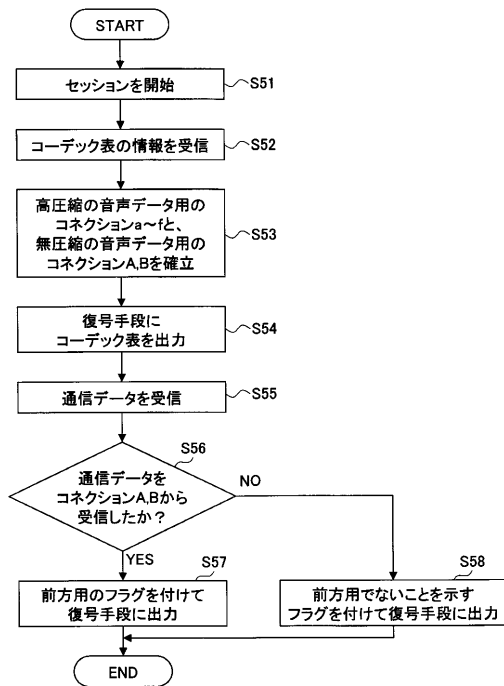 START
セッションを開始
S51
コーデック表の情報を受信
S52
高圧縮の音声データ用の
コネクションa～fと、
無圧縮の音声データ用の
コネクションA,Bを確立
S53
復号手段に
コーデック表を出力
S54
通信データを受信
S55
S56
通信データを
コネクションA,Bから
受信したか？
NO
YES
S57
前方用のフラグを付けて
復号手段に出力
S58
前方用でないことを示す
フラグを付けて復号手段に出力
END